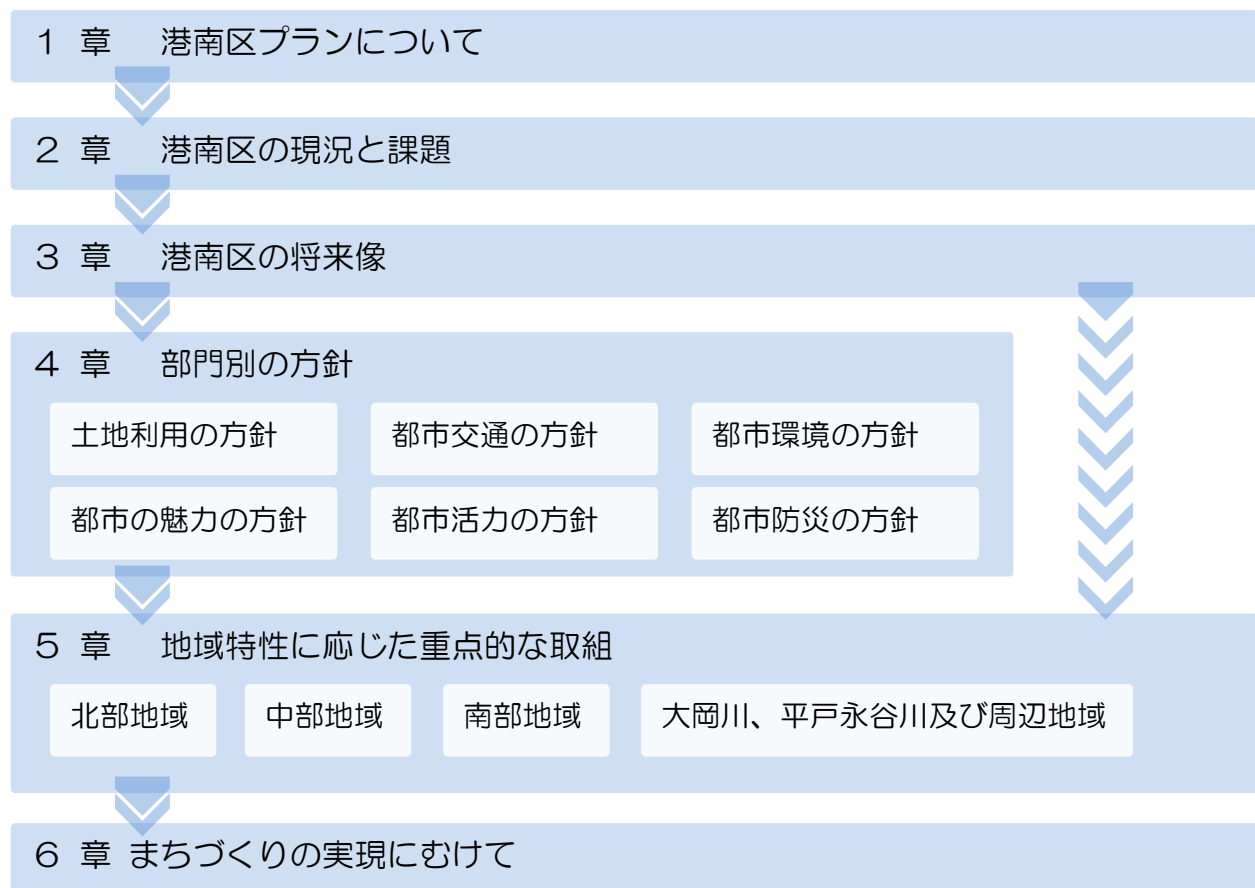 １ 章　港南区プランについて
２ 章　港南区の現況と課題
３ 章　港南区の将来像
４ 章　部門別の方針
土地利用の方針　都市交通の方針　都市環境の方針
都市の魅力の方針　都市活力の方針　都市防災の方針
５ 章　地域特性に応じた重点的な取組
北部地域　中部地域　南部地域　大岡川、平戸永谷川及び周辺地域
６ 章 まちづくりの実現にむけて